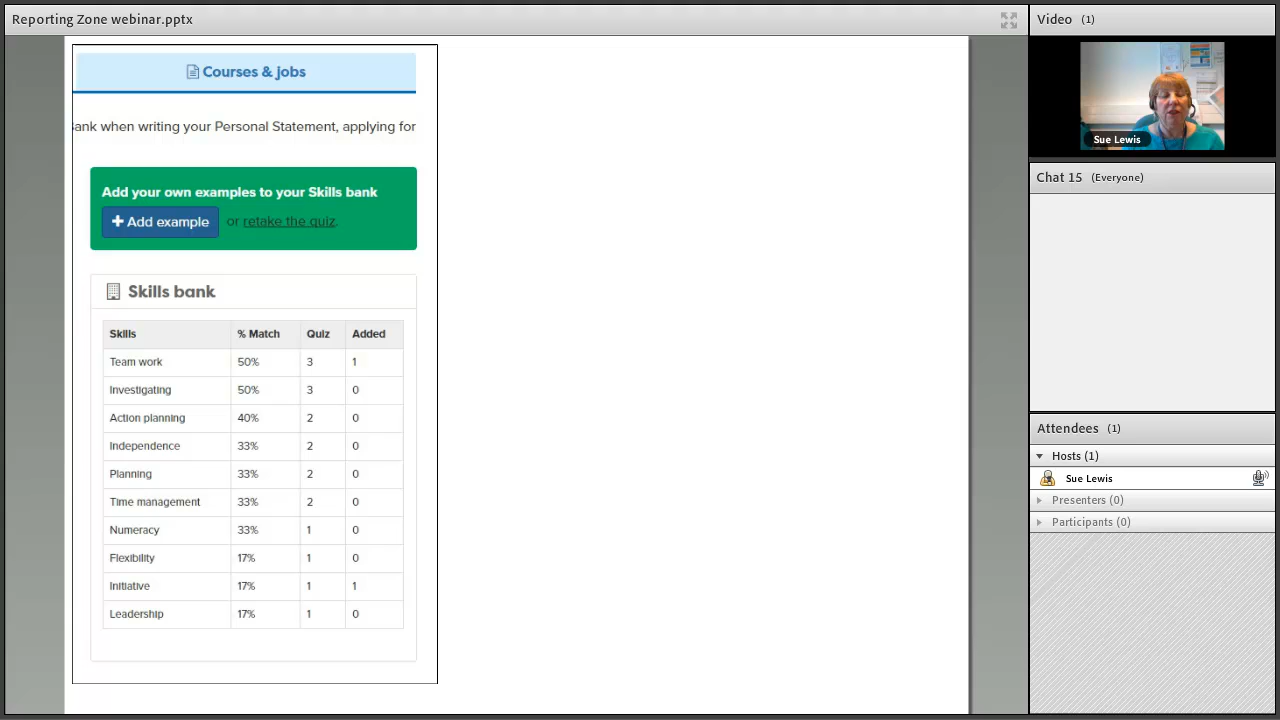 Reporting Zone webinar.pptx
Courses & jobs
Bank when writing your Personal Statement, applying for
Add your own examples to your Skills bank
+ Add example or retake the quiz.
Skills bank
Skills % Match Quiz Added
Team work 50% 3 1
Investigating 50% 3 0
Action planning 40% 2 0
Independence 33% 2 0
Planning 33% 2 0
Time management 33% 2 0
Numeracy 33% 1 0
Flexibility 17% 1 0
Initiative 17% 1 1
Leadership 17% 1 0
Video (1)
Sue Lewis
Chat 15 (Everyone)
Attendees (1)
Hosts (1)
Sue Lewis
Presenters (0)
Participants (0)